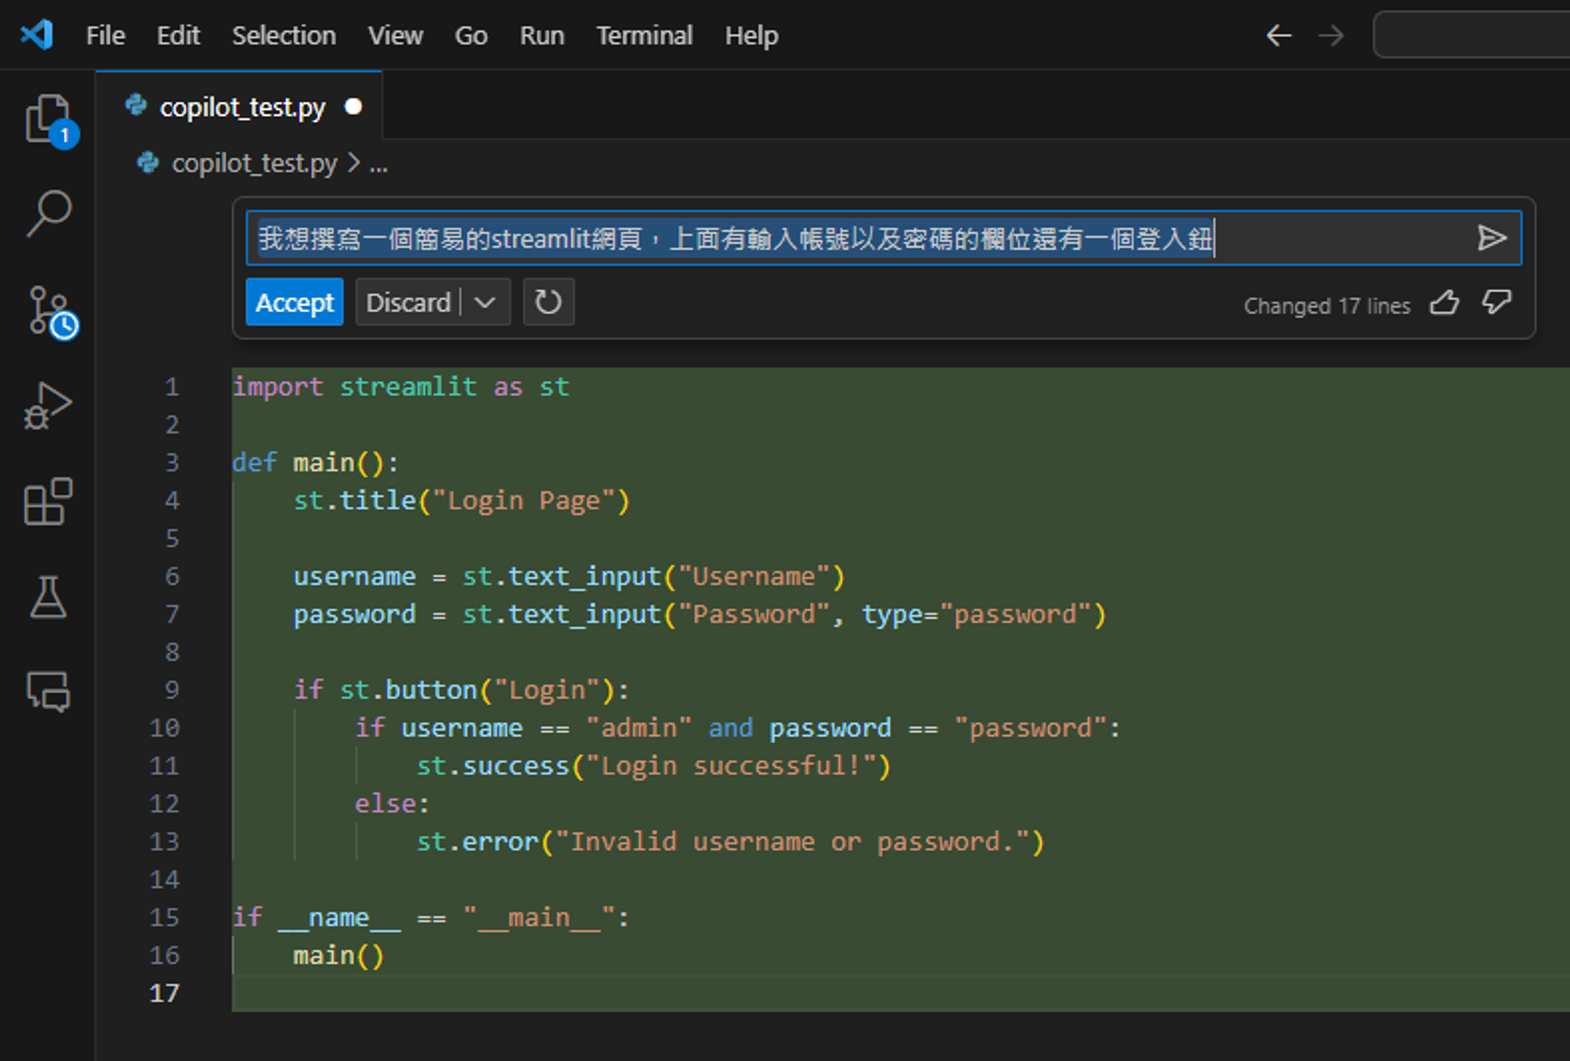 File Edit Selection View Go Run Terminal Help
copilot_test.py
copilot_test.py > ...
1
我想撰寫一個簡易的streamlit網頁，上面有輸入帳號以及密碼的欄位還有一個登入鈕
Accept Discard Changed 17 lines
1 import streamlit as st
2
3 def main():
4     st.title("Login Page")
5
6     username = st.text_input("Username")
7     password = st.text_input("Password", type="password")
8
9     if st.button("Login"):
10         if username == "admin" and password == "password":
11             st.success("Login successful!")
12         else:
13             st.error("Invalid username or password.")
14
15 if __name__ == "__main__":
16     main()
17